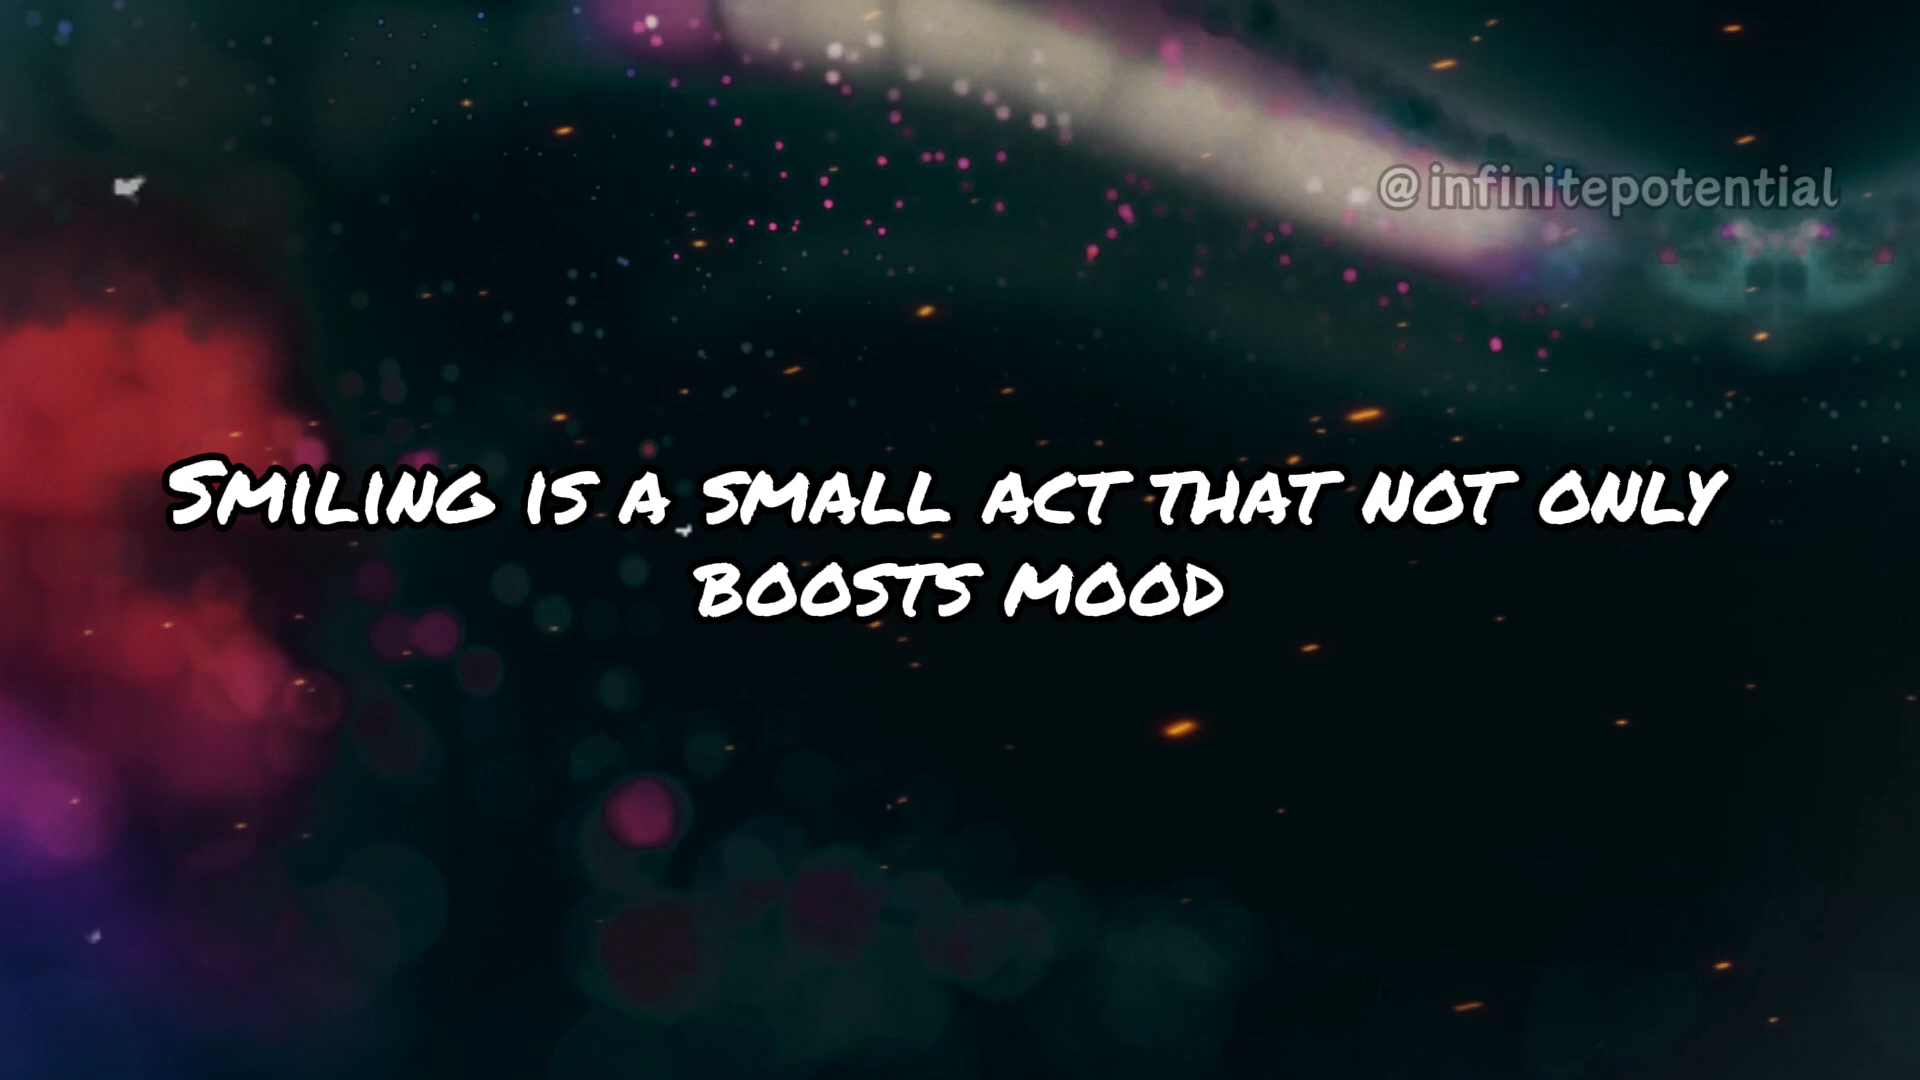 @infinitepotential
Smiling is a small act that not only
boosts mood